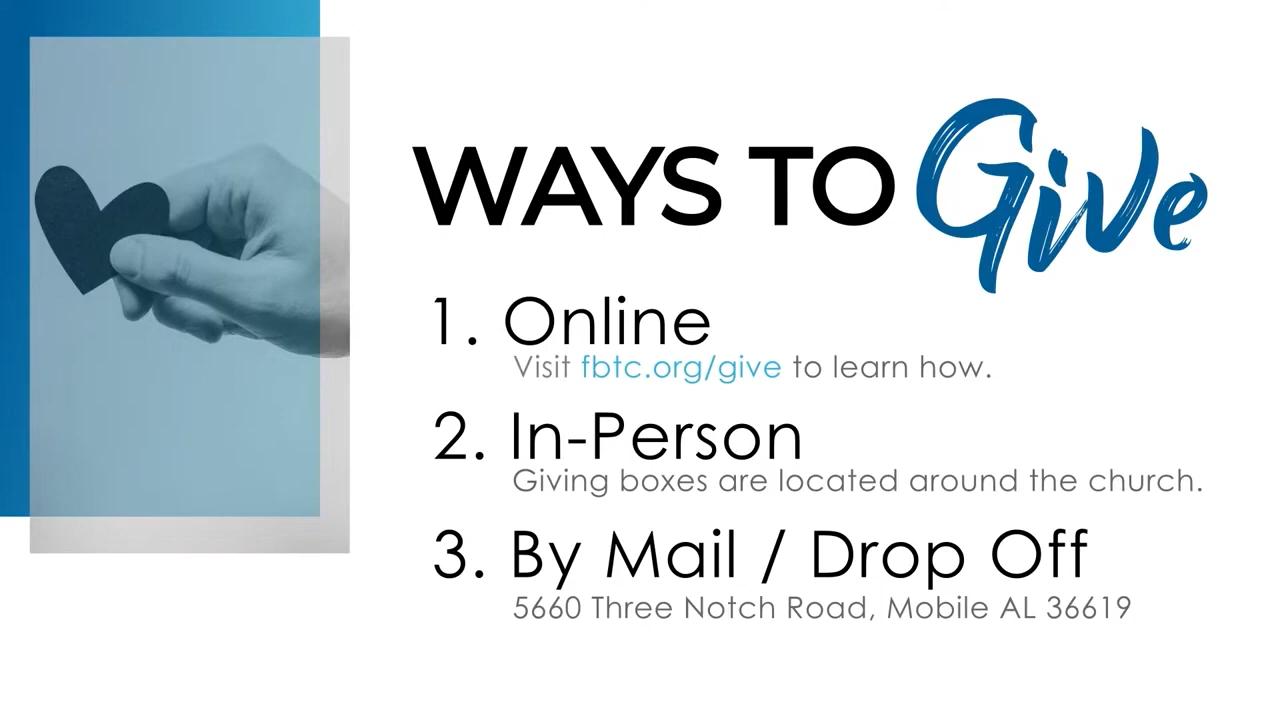 WAYS TO Give
1. Online
Visit fbtc.org/give to learn how.
2. In-Person
Giving boxes are located around the church.
3. By Mail / Drop Off
5660 Three Notch Road, Mobile AL 36619